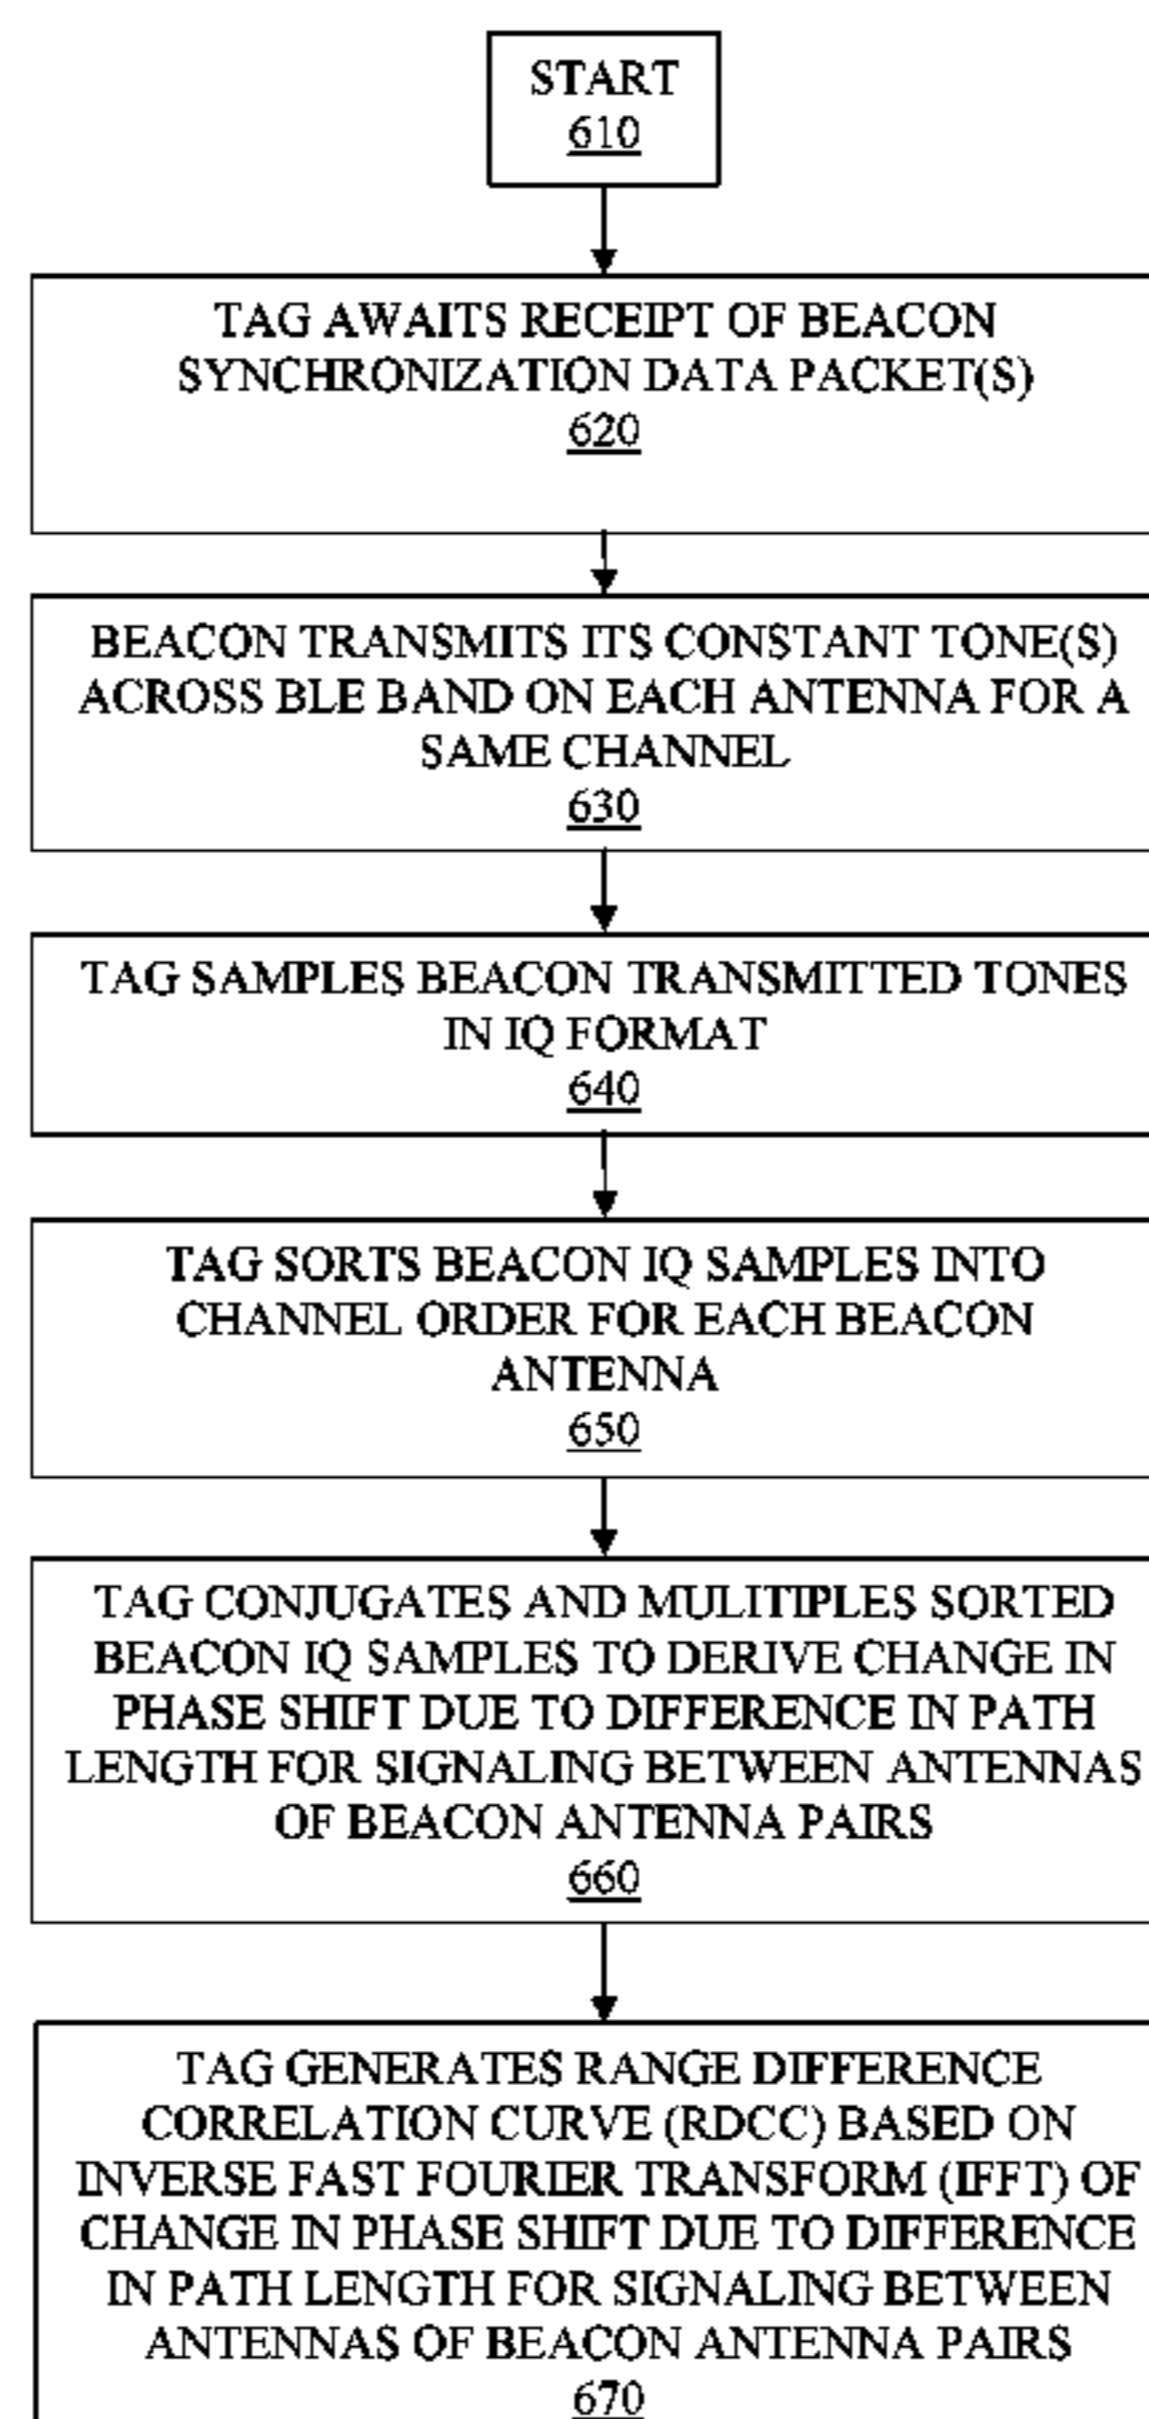 START
610
TAG AWAITS RECEIPT OF BEACON
SYNCHRONIZATION DATA PACKET(S)
620
BEACON TRANSMITS ITS CONSTANT TONE(S)
ACROSS BLE BAND ON EACH ANTENNA FOR A
SAME CHANNEL
630
TAG SAMPLES BEACON TRANSMITTED TONES
IN IQ FORMAT
640
TAG SORTS BEACON IQ SAMPLES INTO
CHANNEL ORDER FOR EACH BEACON
ANTENNA
650
TAG CONJUGATES AND MULITIPLES SORTED
BEACON IQ SAMPLES TO DERIVE CHANGE IN
PHASE SHIFT DUE TO DIFFERENCE IN PATH
LENGTH FOR SIGNALING BETWEEN ANTENNAS
OF BEACON ANTENNA PAIRS
660
TAG GENERATES RANGE DIFFERENCE
CORRELATION CURVE (RDCC) BASED ON
INVERSE FAST FOURIER TRANSFORM (IFFT) OF
CHANGE IN PHASE SHIFT DUE TO DIFFERENCE
IN PATH LENGTH FOR SIGNALING BETWEEN
ANTENNAS OF BEACON ANTENNA PAIRS
670